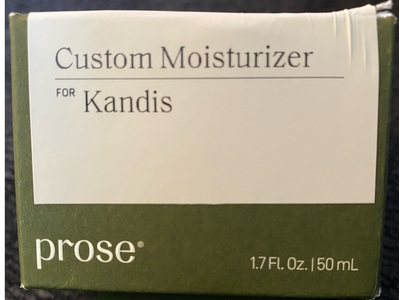 Custom Moisturizer
FOR Kandis
prose®
1.7 Fl. Oz. | 50 mL